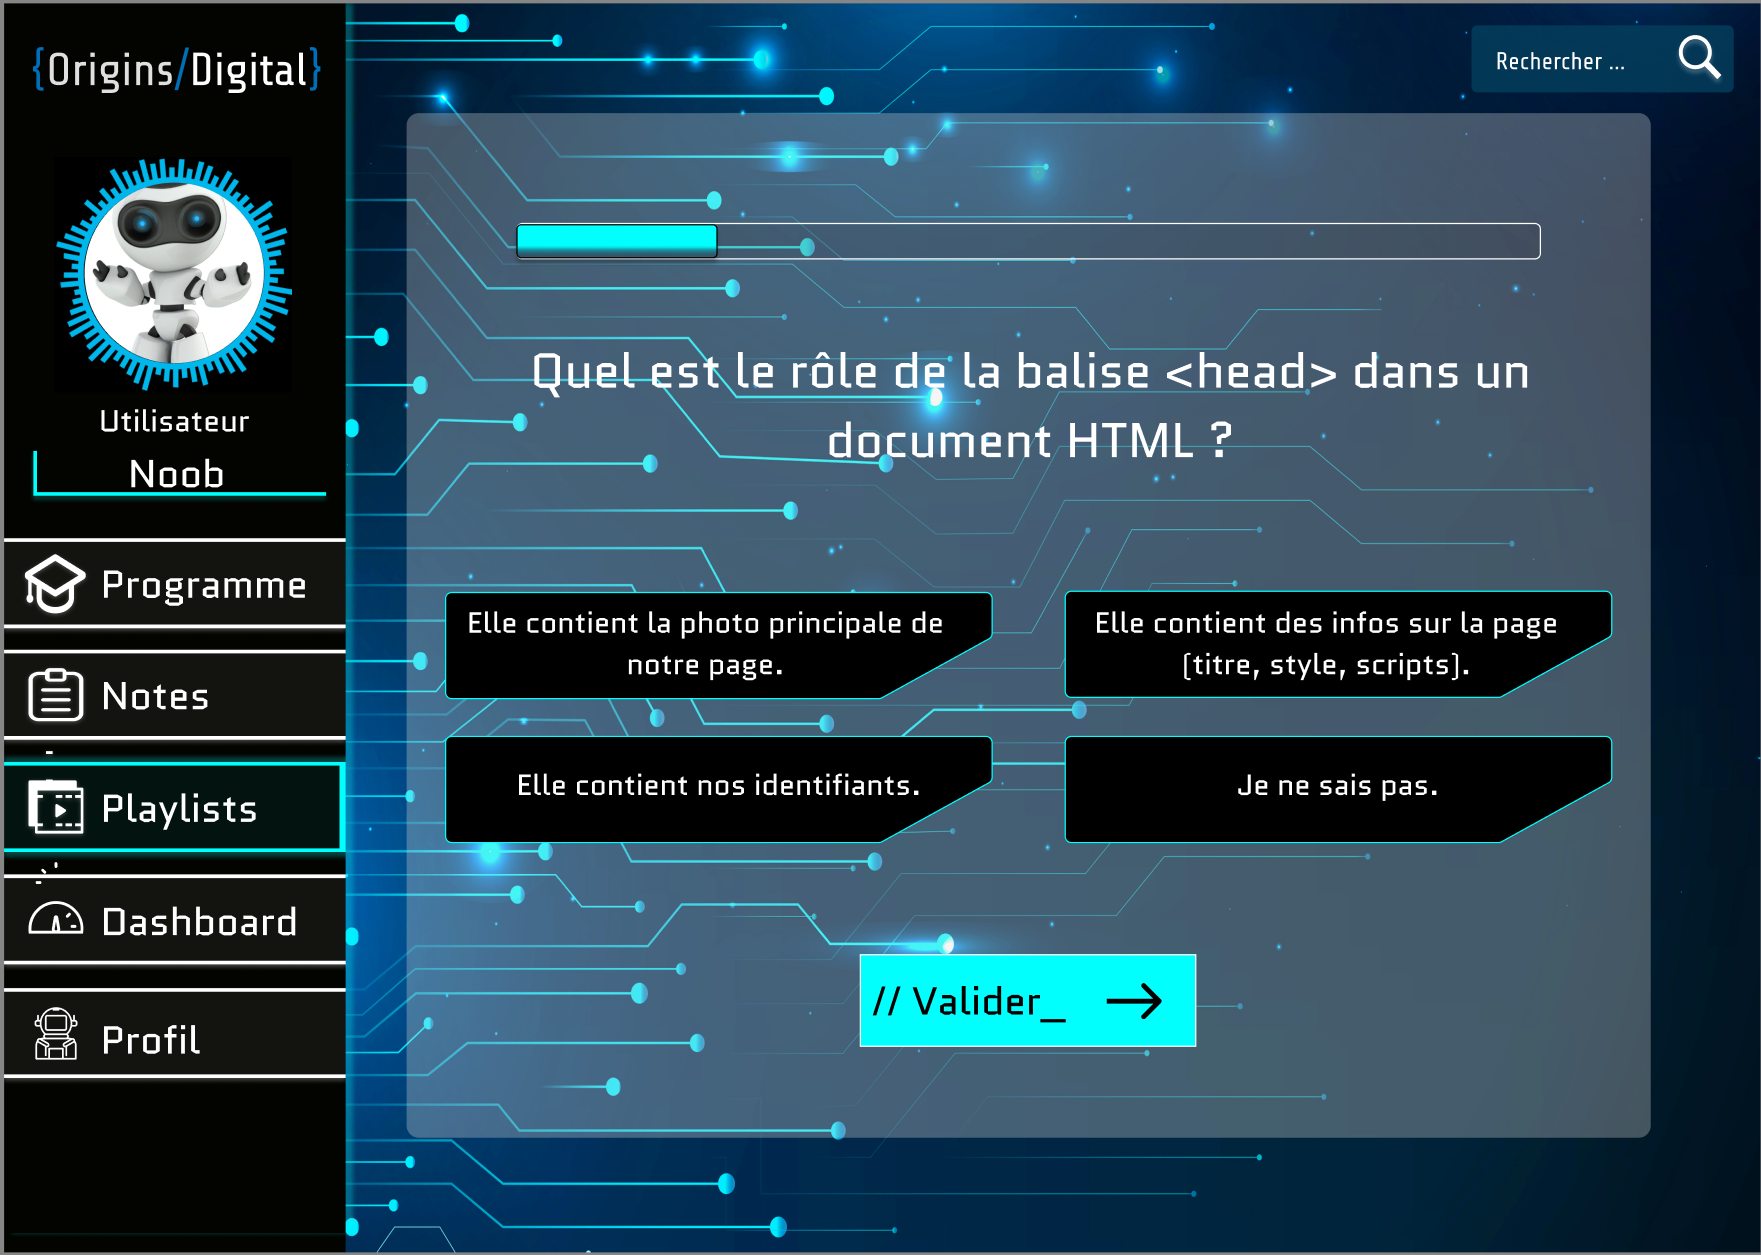 {Origins/Digital}
Utilisateur
Noob
Programme
Notes
Playlists
Dashboard
Profil
Rechercher ...
Quel est le rôle de la balise <head> dans un
document HTML ?
Elle contient la photo principale de
notre page.
Elle contient des infos sur la page
(titre, style, scripts).
Elle contient nos identifiants.
Je ne sais pas.
// Valider_